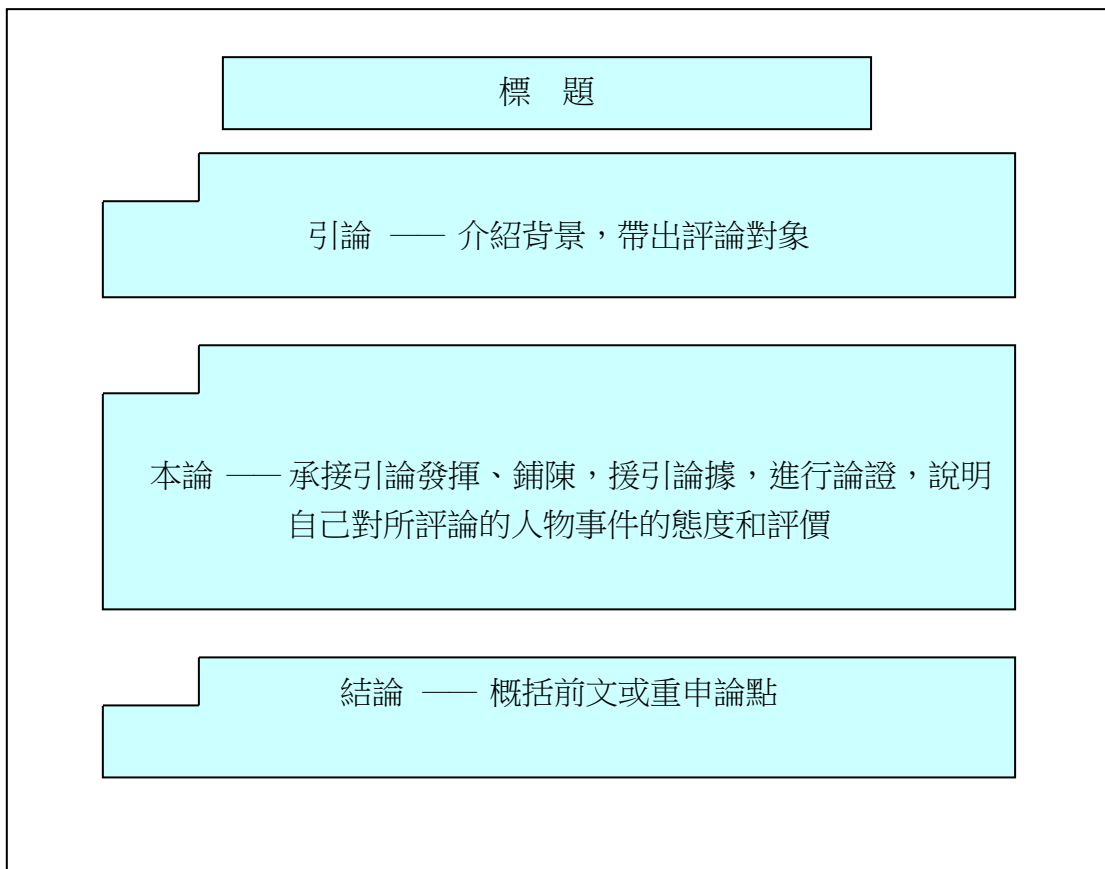 標　題
引論 —— 介紹背景，帶出評論對象
本論 —— 承接引論發揮、鋪陳，援引論據，進行論證，說明
自己對所評論的人物事件的態度和評價
結論 —— 概括前文或重申論點